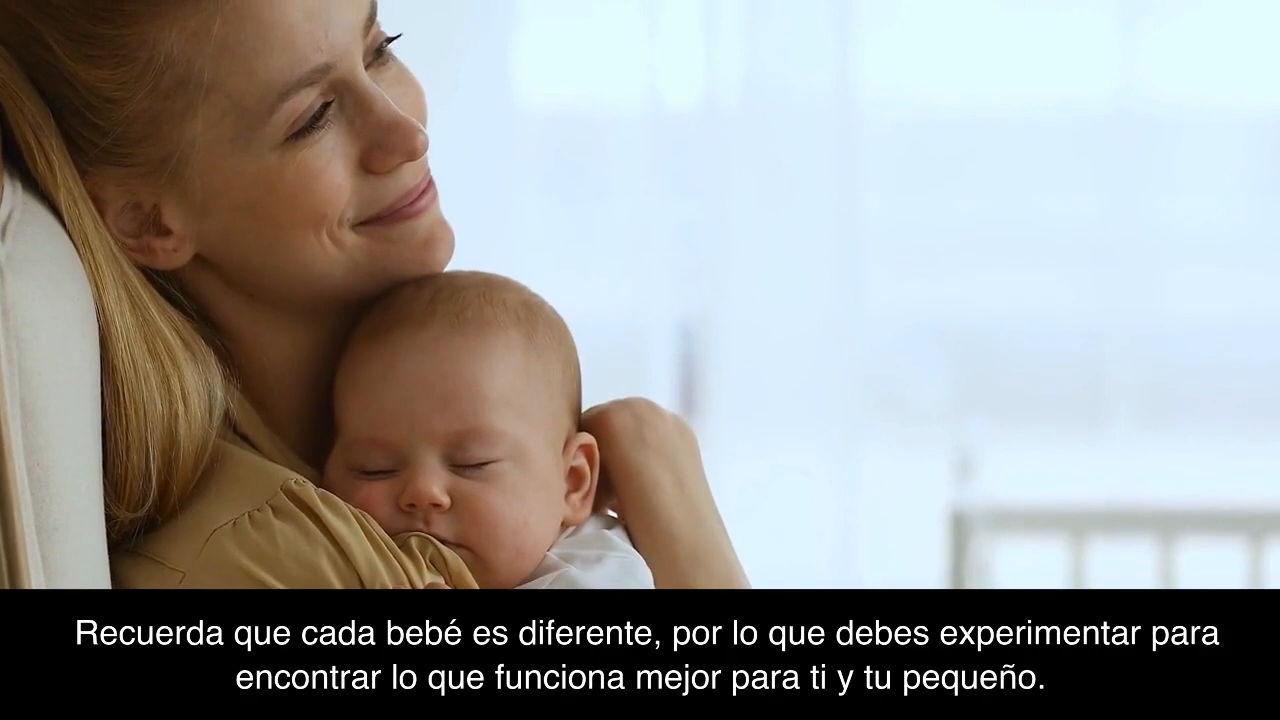 Recuerda que cada bebé es diferente, por lo que debes experimentar para
encontrar lo que funciona mejor para ti y tu pequeño.